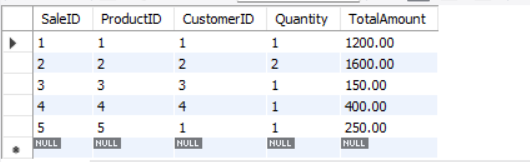 SaleID ProductID CustomerID Quantity TotalAmount
1 1 1 1 1200.00
2 2 2 2 1600.00
3 3 3 1 150.00
4 4 4 1 400.00
5 5 1 1 250.00
NULL NULL NULL NULL NULL